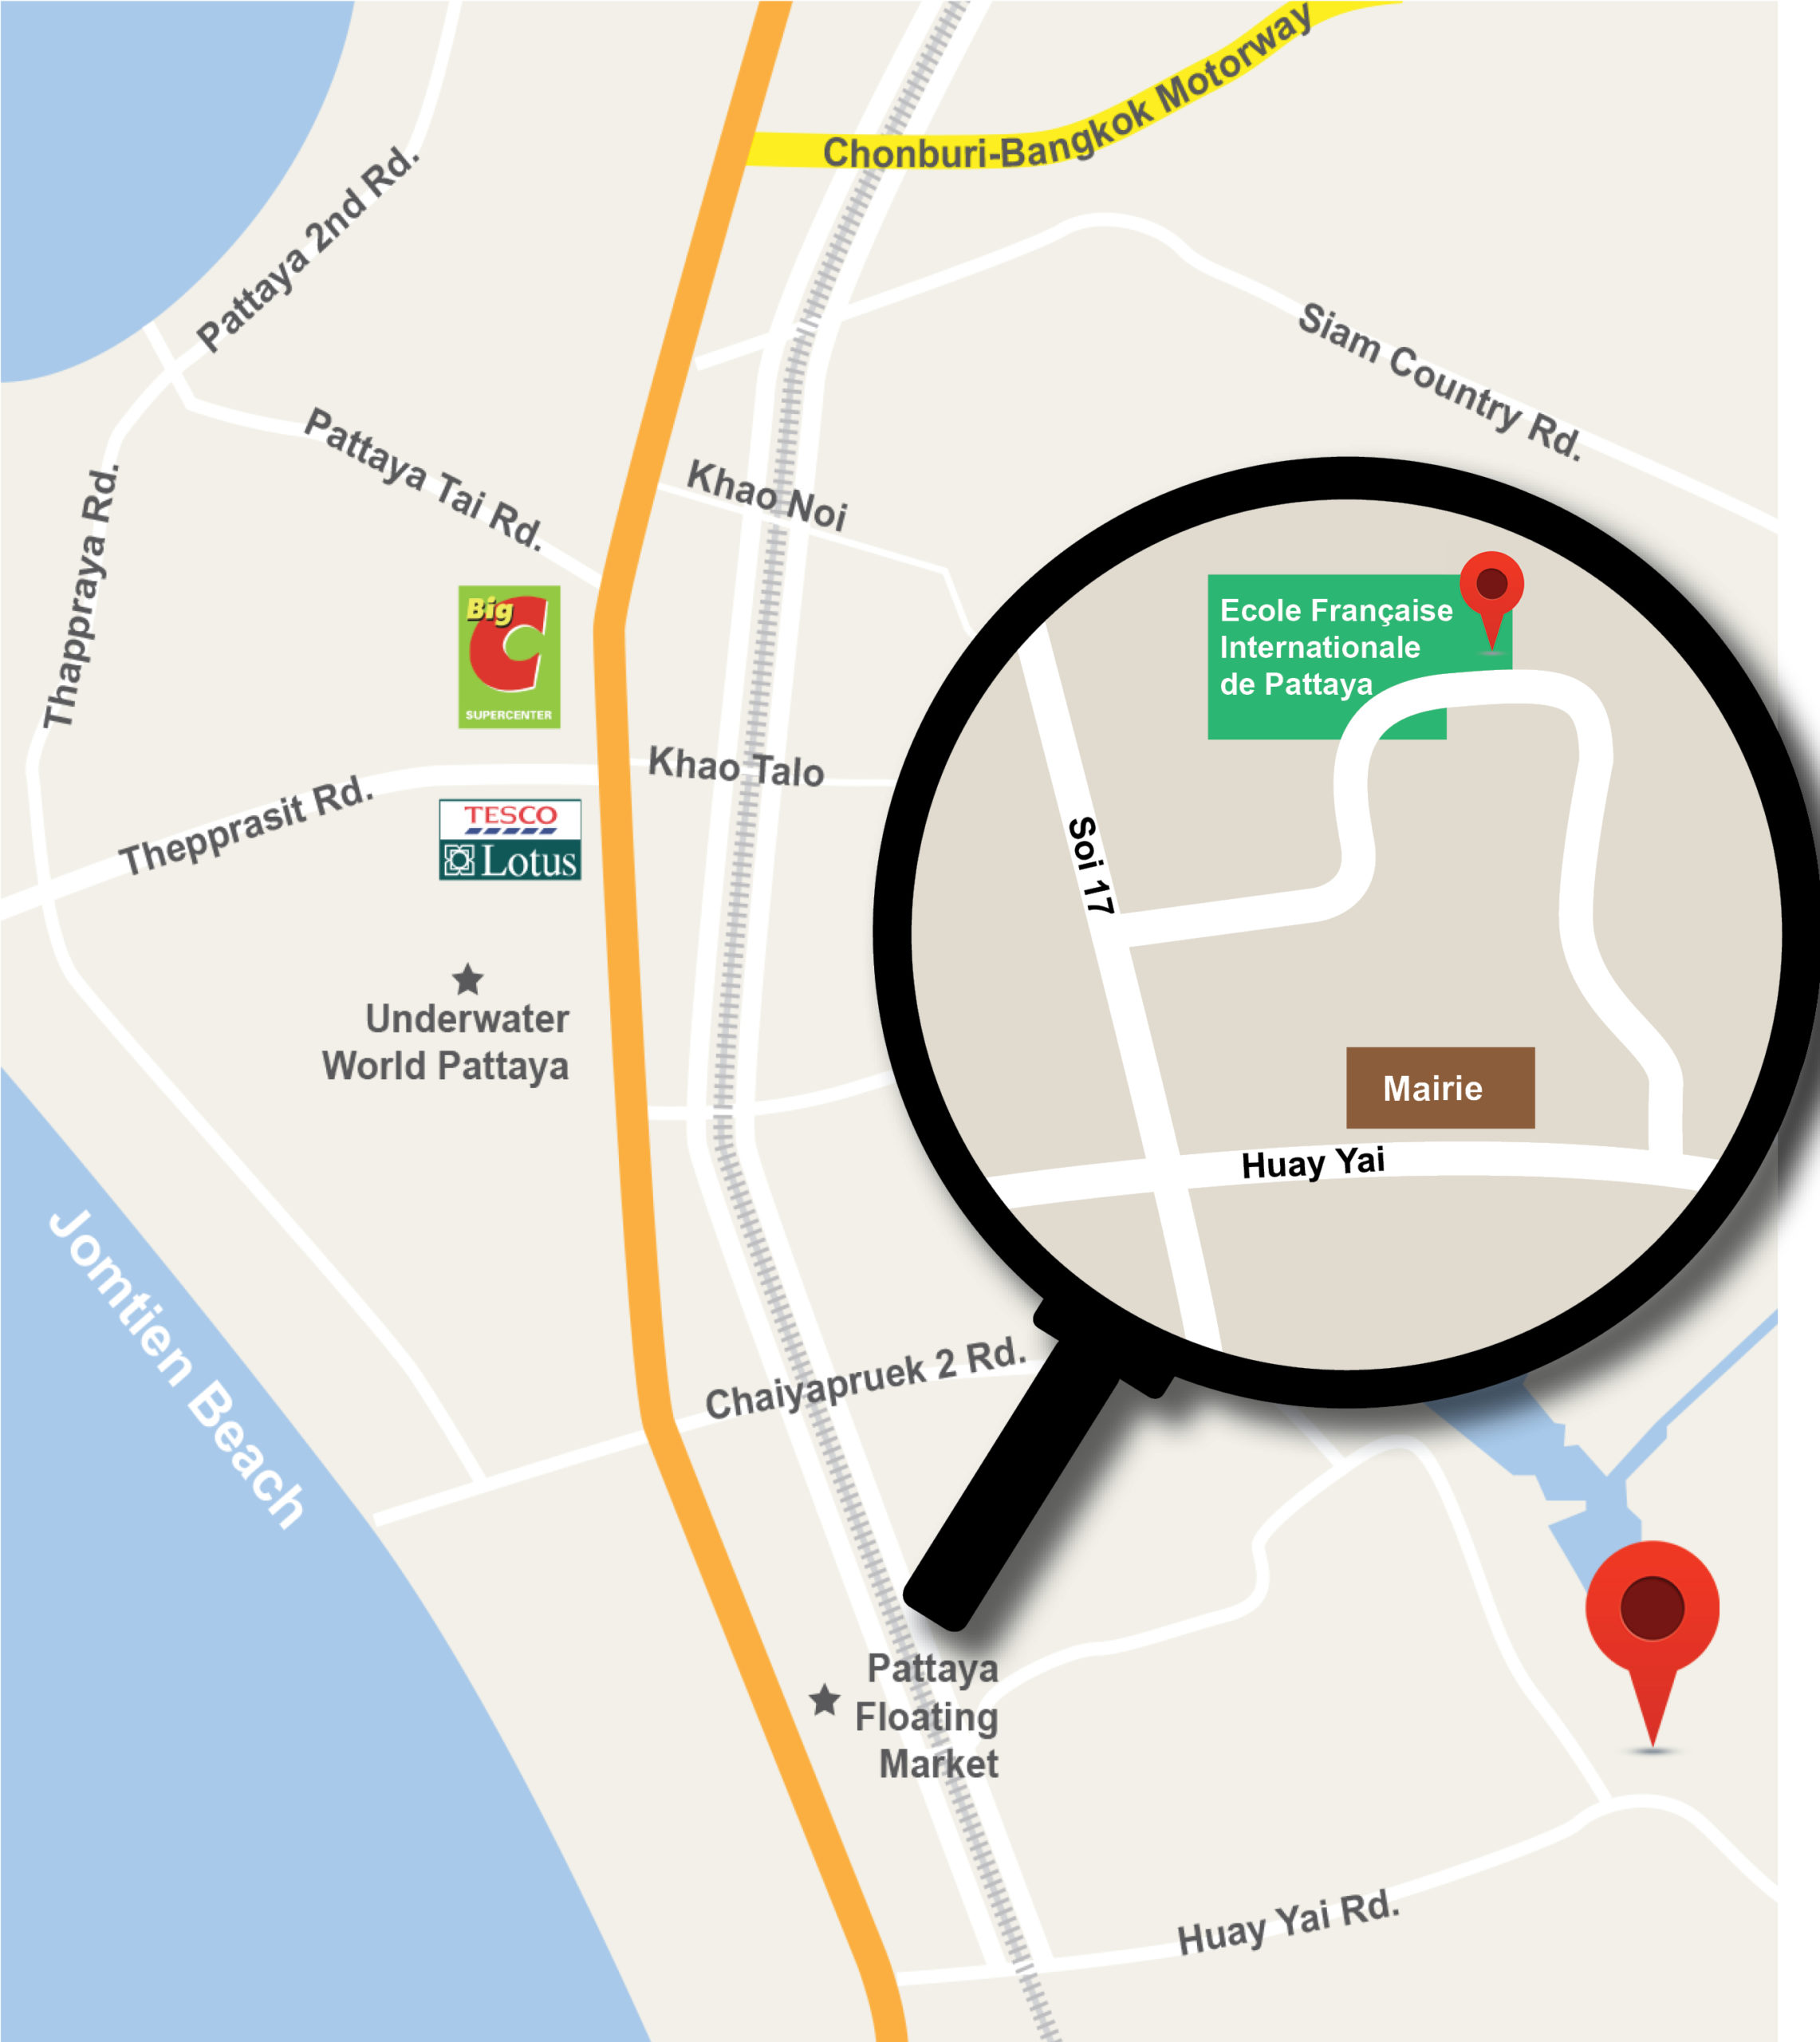 Chonburi-Bangkok Motorway
Pattaya 2nd Rd.
Siam Country Rd.
Pattaya Tai Rd.
Khao Noi
Thappraya Rd.
Big
C
SUPERCENTER
Ecole Française
Internationale
de Pattaya
Khao Talo
Thepprasit Rd.
TESCO
Lotus
Soi 17
Underwater
World Pattaya
Mairie
Huay Yai
Jomtien Beach
Chaiyapruek 2 Rd.
Pattaya
Floating
Market
Huay Yai Rd.